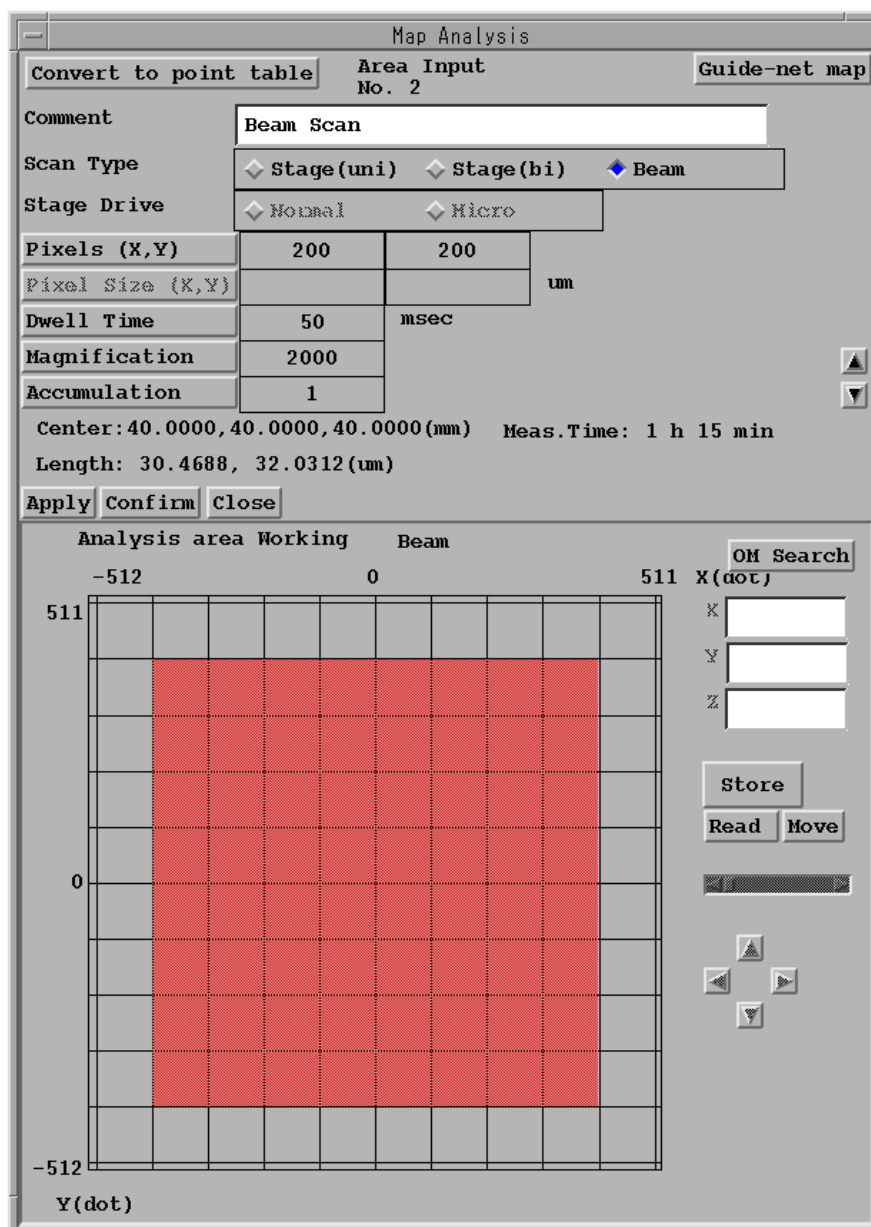 Map Analysis
Convert to point table
Area Input
No. 2
Guide-net map
Comment
Beam Scan
Scan Type
Stage(uni) Stage(bi) Beam
Stage Drive
Normal Micro
Pixels (X,Y) 200 200
Pixel Size (X,Y) um
Dwell Time 50 msec
Magnification 2000
Accumulation 1
Center:40.0000,40.0000,40.0000(mm) Meas.Time: 1 h 15 min
Length: 30.4688, 32.0312(um)
Apply Confirm Close
Analysis area Working Beam
OM Search
-512 0 511 X(dot)
511
X
Y
Z
Store
Read Move
0
-512
Y(dot)